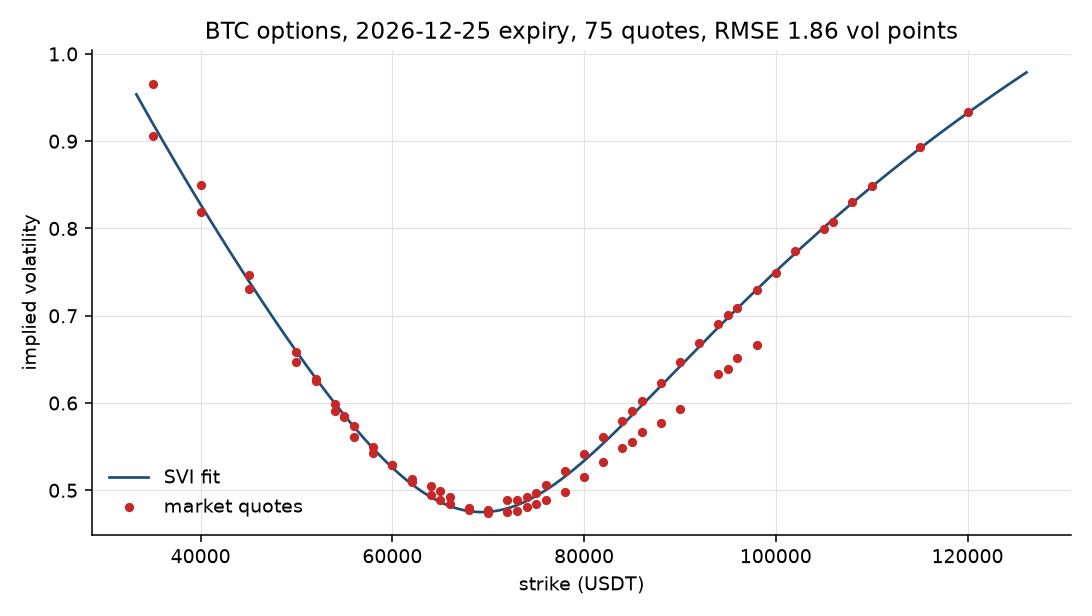 BTC options, 2026-12-25 expiry, 75 quotes, RMSE 1.86 vol points
1.0
0.9
0.8
0.7
0.6
0.5
implied volatility
SVI fit
market quotes
40000
60000
80000
100000
120000
strike (USDT)